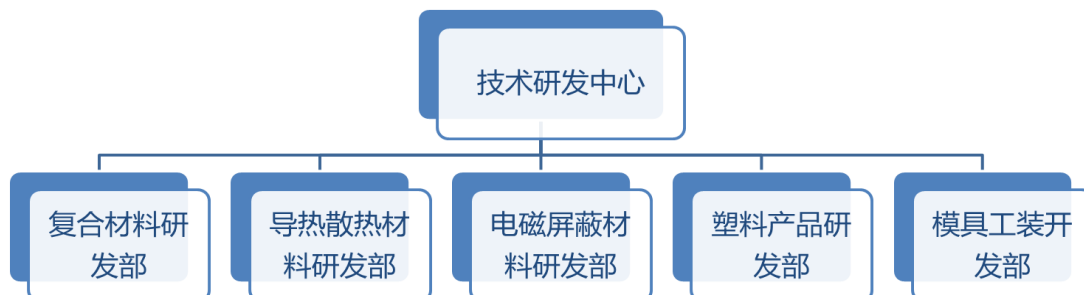 技术研发中心
复合材料研
发部
导热散热材
料研发部
电磁屏蔽材
料研发部
塑料产品研
发部
模具工装开
发部